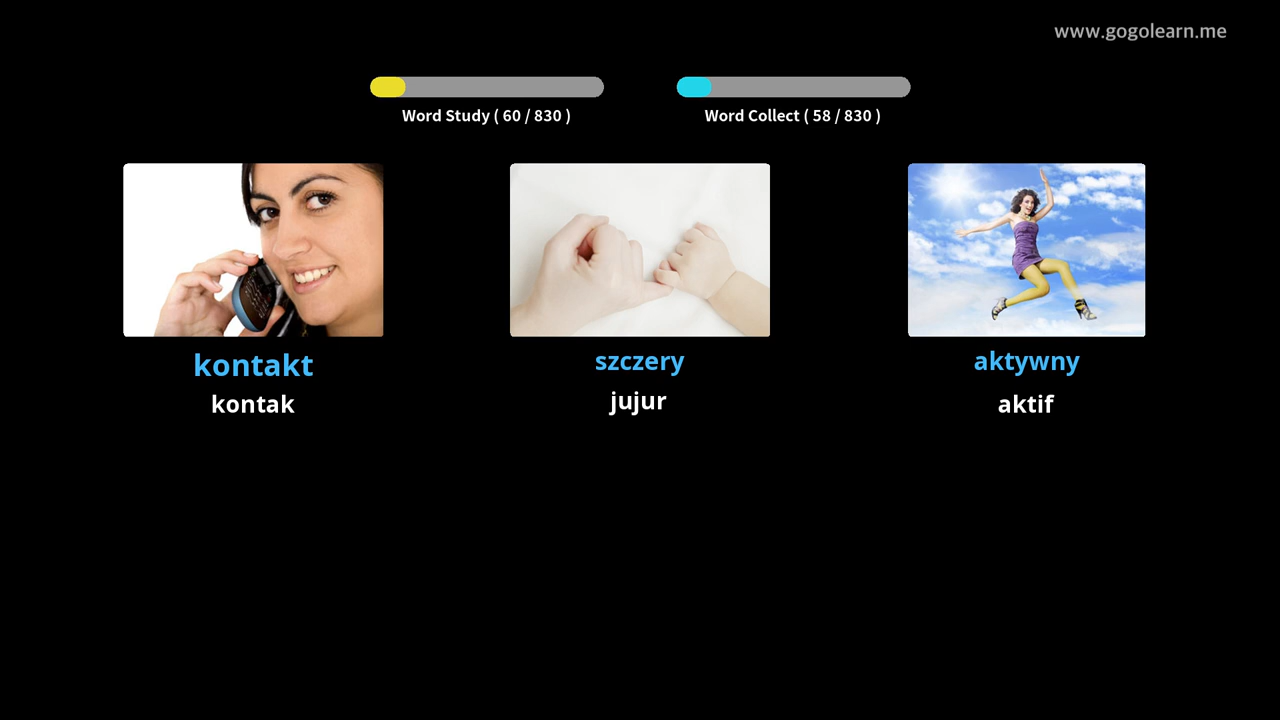 www.gogolearn.me
Word Study ( 60 / 830 )
Word Collect ( 58 / 830 )
kontakt
kontak
szczery
jujur
aktywny
aktif